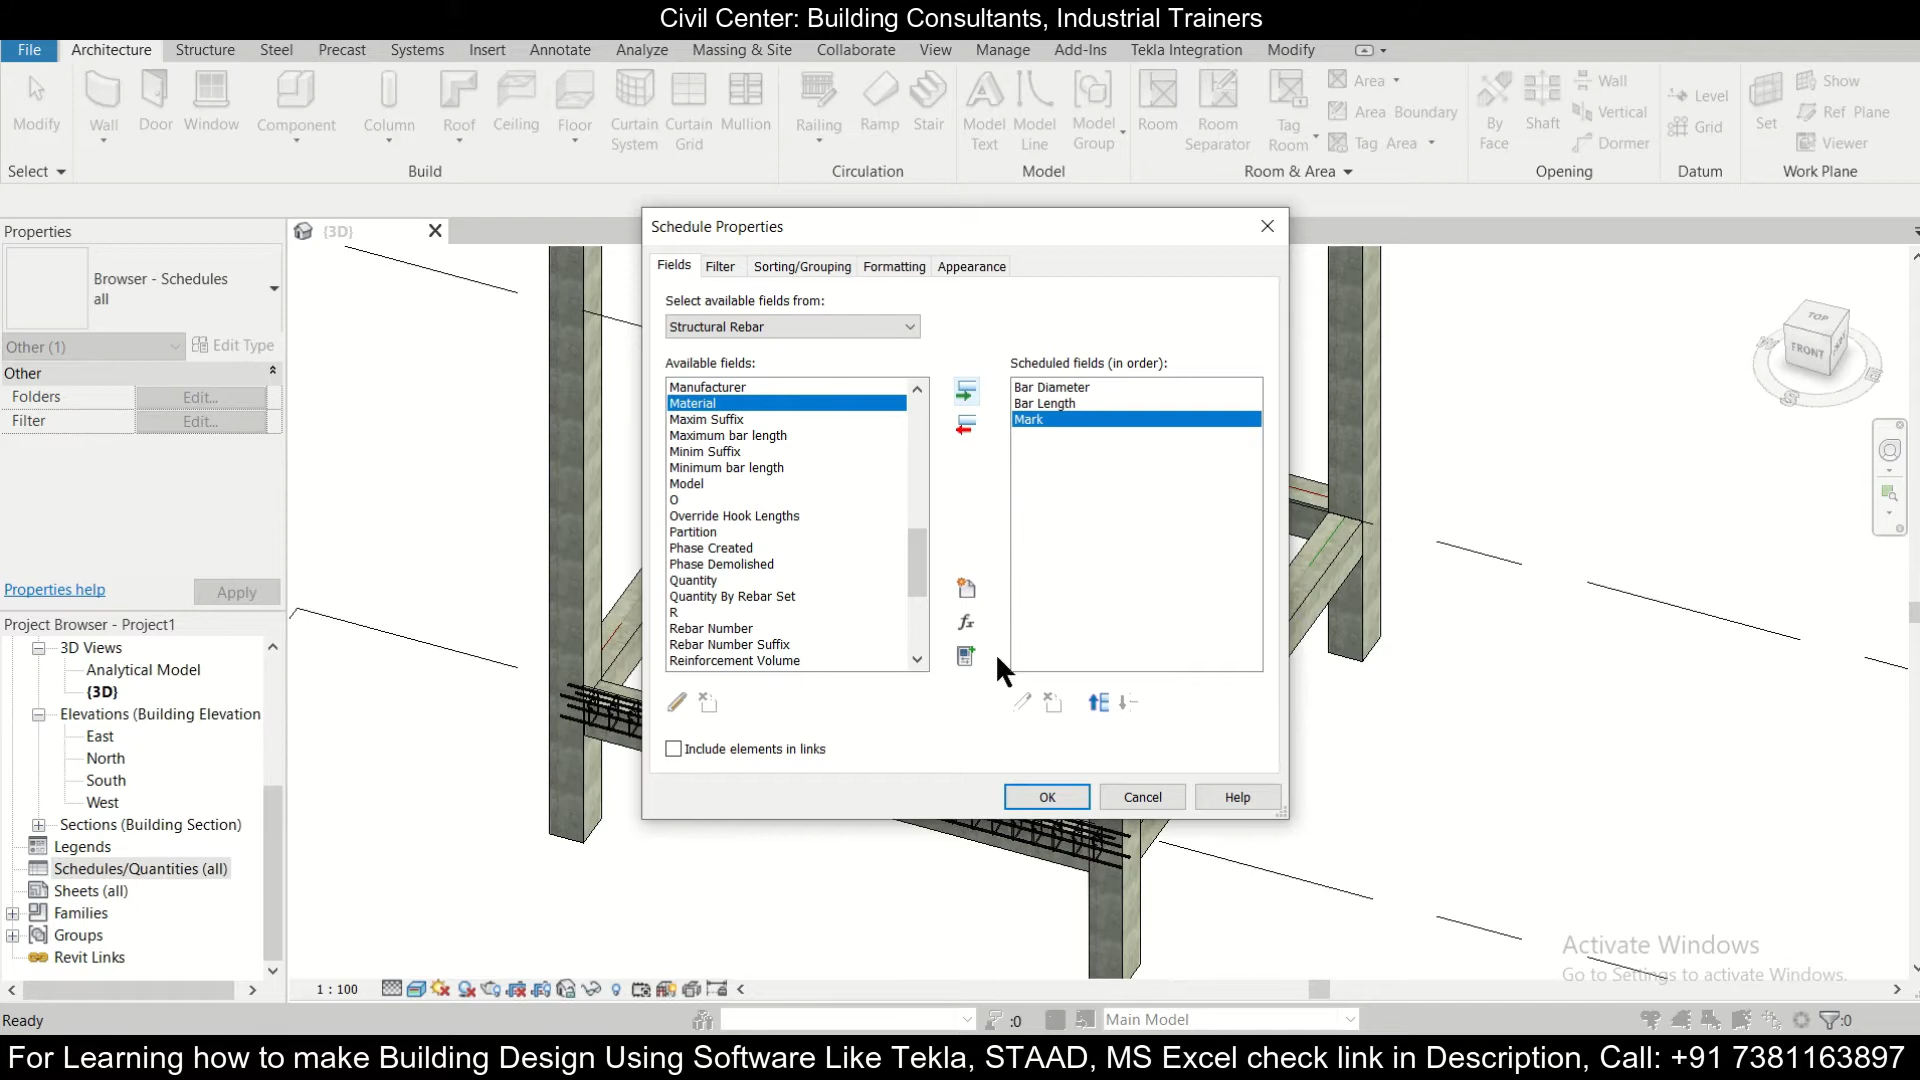 Civil Center: Building Consultants, Industrial Trainers
File Architecture Structure Steel Precast Systems Insert Annotate Analyze Massing & Site Collaborate View Manage Add-Ins Tekla Integration Modify
Modify
Wall
Door
Window
Component
Column
Roof
Ceiling
Floor
Curtain System
Curtain Grid
Mullion
Railing
Ramp
Stair
Model Text
Model Line
Model Group
Room
Room Separator
Tag Room
Area
Area Boundary
Tag Area
By Face
Shaft
Wall
Vertical
Dormer
Level
Grid
Set
Show
Ref Plane
Viewer
Select Build Circulation Model Room & Area Opening Datum Work Plane
Properties
Browser - Schedules
all
Other (1) Edit Type
Other
Folders Edit...
Filter Edit...
Properties help Apply
Project Browser - Project1
3D Views
Analytical Model
{3D}
Elevations (Building Elevation
East
North
South
West
Sections (Building Section)
Legends
Schedules/Quantities (all)
Sheets (all)
Families
Groups
Revit Links
{3D}
Schedule Properties
Fields Filter Sorting/Grouping Formatting Appearance
Select available fields from:
Structural Rebar
Available fields:
Manufacturer
Material
Maxim Suffix
Maximum bar length
Minim Suffix
Minimum bar length
Model
O
Override Hook Lengths
Partition
Phase Created
Phase Demolished
Quantity
Quantity By Rebar Set
R
Rebar Number
Rebar Number Suffix
Reinforcement Volume
fx
Scheduled fields (in order):
Bar Diameter
Bar Length
Mark
Include elements in links
OK Cancel Help
TOP
FRONT
S
Activate Windows
Go to Settings to activate Windows.
1 : 100
Ready :0 Main Model :0
For Learning how to make Building Design Using Software Like Tekla, STAAD, MS Excel check link in Description, Call: +91 7381163897